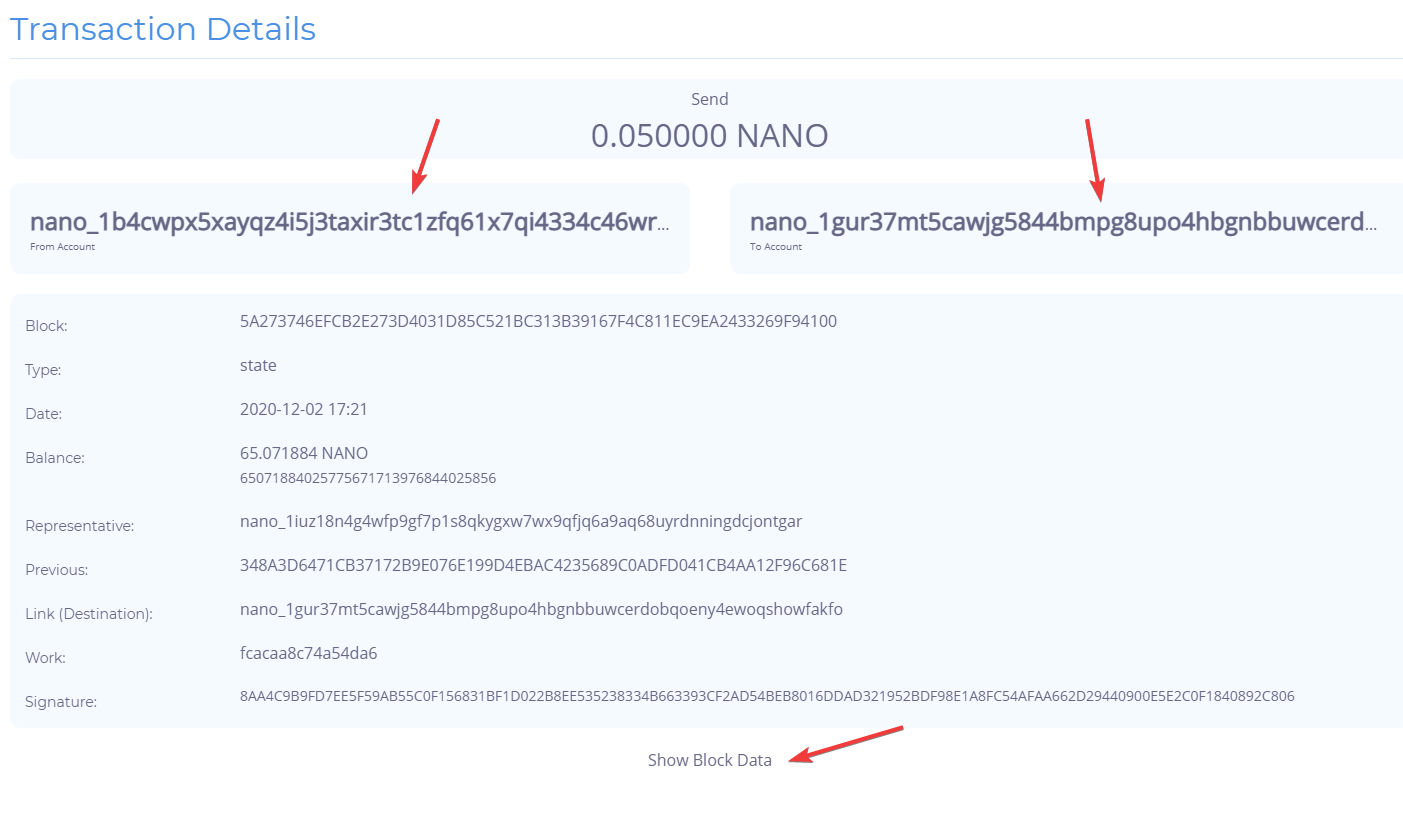 Transaction Details
Send
0.050000 NANO
nano_1b4cwpx5xayqz4i5j3taxir3tc1zfq61x7qi4334c46wr...
From Account
nano_1gur37mt5cawjg5844bmpg8upo4hbgnbbuwcerd...
To Account
Block: 5A273746EFCB2E273D4031D85C521BC313B39167F4C811EC9EA2433269F94100
Type: state
Date: 2020-12-02 17:21
Balance: 65.071884 NANO
65071884025775671713976844025856
Representative: nano_1iuz18n4g4wfp9gf7p1s8qkygxw7wx9qfjq6a9aq68uyrdnningdcjontgar
Previous: 348A3D6471CB37172B9E076E199D4EBAC4235689C0ADFD041CB4AA12F96C681E
Link (Destination): nano_1gur37mt5cawjg5844bmpg8upo4hbgnbbuwcerdobqoeny4ewoqshowfakfo
Work: fcacaa8c74a54da6
Signature: 8AA4C9B9FD7EE5F59AB55C0F156831BF1D022B8EE535238334B663393CF2AD54BEB8016DDAD321952BDF98E1A8FC54AFAA662D29440900E5E2C0F1840892C806
Show Block Data